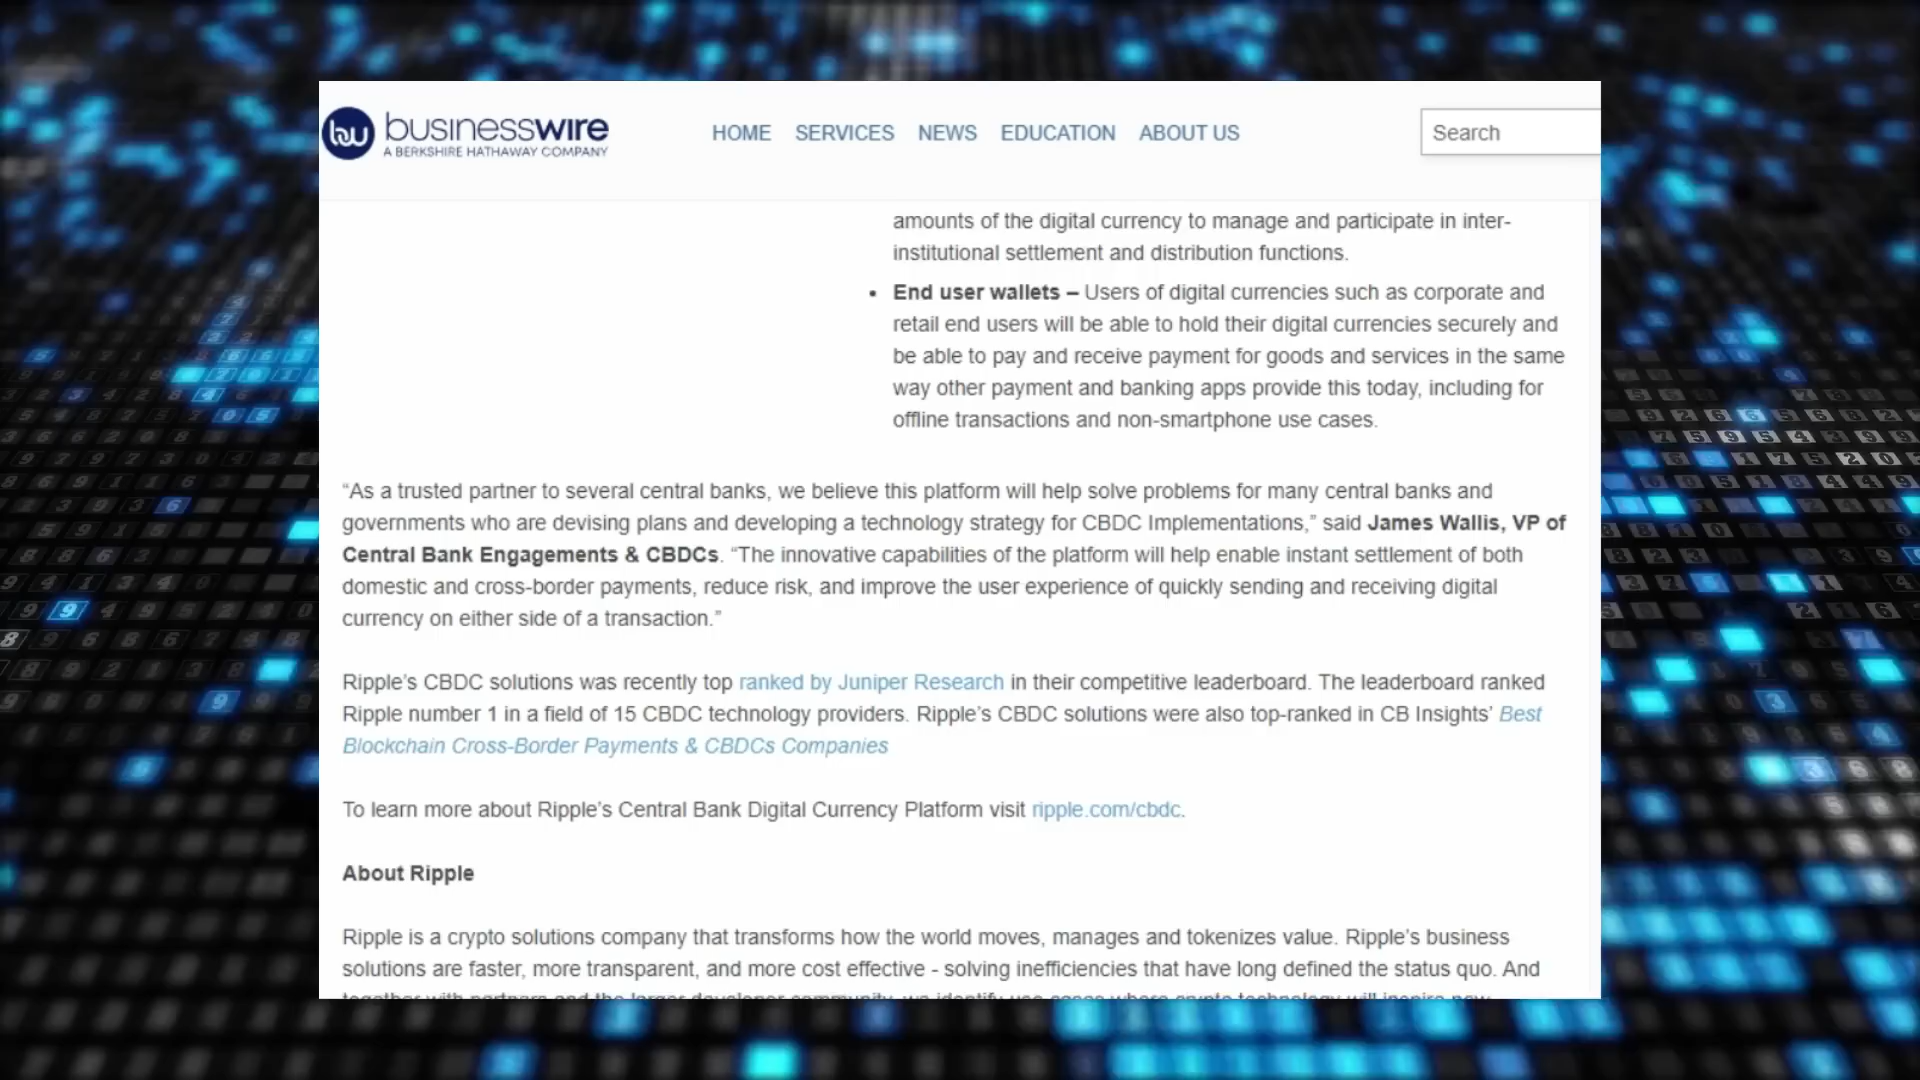 businesswire
A BERKSHIRE HATHAWAY COMPANY
HOME SERVICES NEWS EDUCATION ABOUT US
Search
amounts of the digital currency to manage and participate in inter-
institutional settlement and distribution functions.
• End user wallets – Users of digital currencies such as corporate and
retail end users will be able to hold their digital currencies securely and
be able to pay and receive payment for goods and services in the same
way other payment and banking apps provide this today, including for
offline transactions and non-smartphone use cases.
“As a trusted partner to several central banks, we believe this platform will help solve problems for many central banks and
governments who are devising plans and developing a technology strategy for CBDC Implementations,” said James Wallis, VP of
Central Bank Engagements & CBDCs. “The innovative capabilities of the platform will help enable instant settlement of both
domestic and cross-border payments, reduce risk, and improve the user experience of quickly sending and receiving digital
currency on either side of a transaction.”
Ripple’s CBDC solutions was recently top ranked by Juniper Research in their competitive leaderboard. The leaderboard ranked
Ripple number 1 in a field of 15 CBDC technology providers. Ripple’s CBDC solutions were also top-ranked in CB Insights’ Best
Blockchain Cross-Border Payments & CBDCs Companies
To learn more about Ripple’s Central Bank Digital Currency Platform visit ripple.com/cbdc.
About Ripple
Ripple is a crypto solutions company that transforms how the world moves, manages and tokenizes value. Ripple’s business
solutions are faster, more transparent, and more cost effective - solving inefficiencies that have long defined the status quo. And